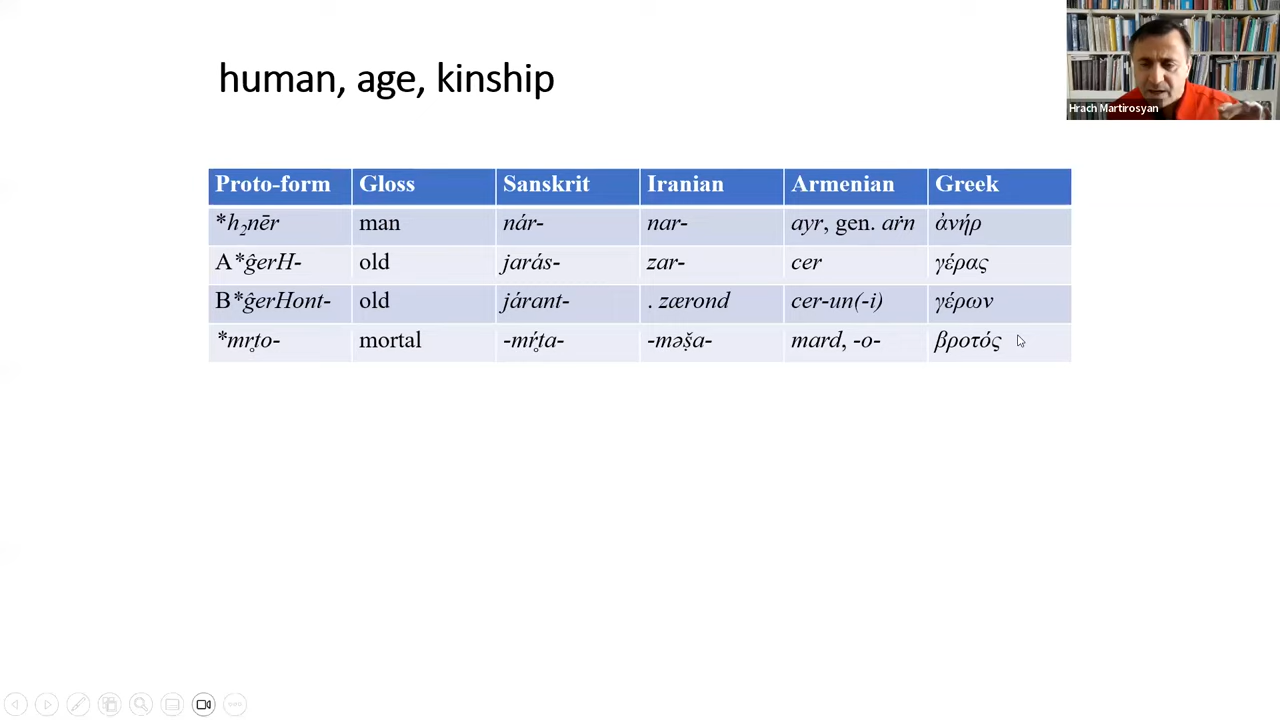 Hrach Martirosyan
human, age, kinship
Proto-form Gloss Sanskrit Iranian Armenian Greek
*h₂nēr man nár- nar- ayr, gen. aṙn ἀνήρ
A*ĝerH- old jarás- zar- cer γέρας
B*ĝerHont- old járant- . zærond cer-un(-i) γέρων
*mr̥to- mortal -mŕ̥ta- -məṣ̌a- mard, -o- βροτός